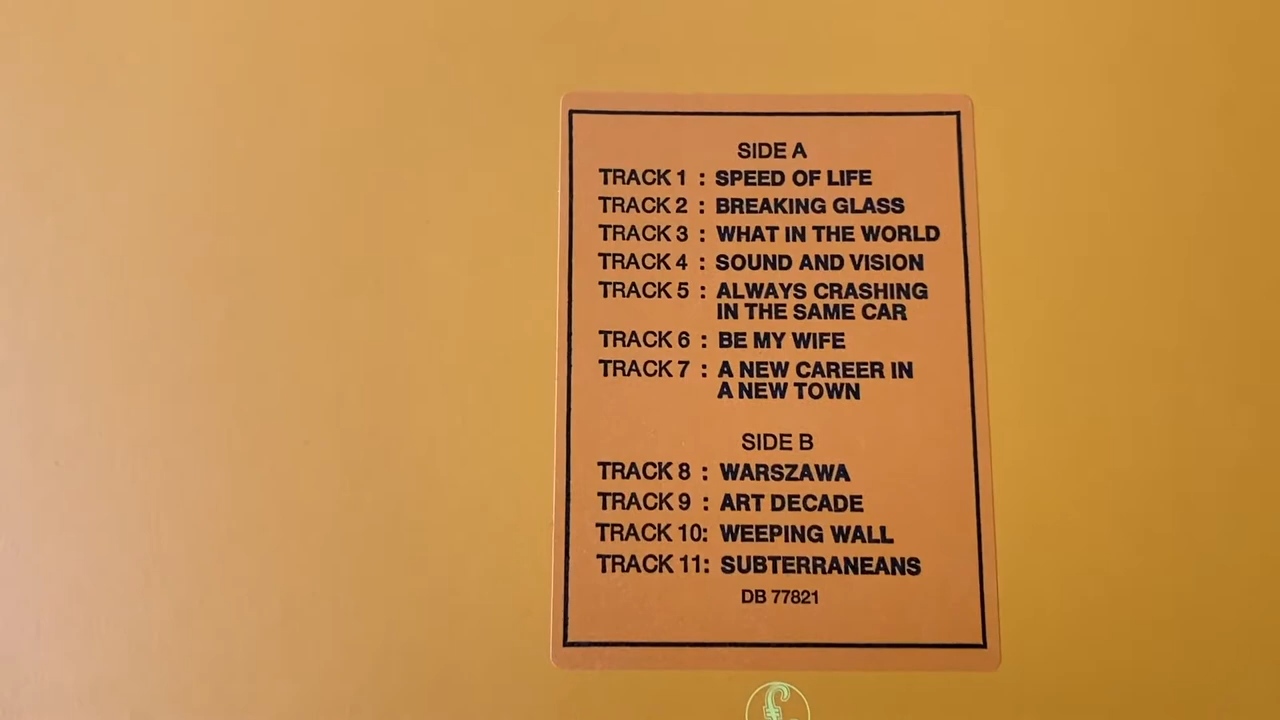 SIDE A
TRACK 1 : SPEED OF LIFE
TRACK 2 : BREAKING GLASS
TRACK 3 : WHAT IN THE WORLD
TRACK 4 : SOUND AND VISION
TRACK 5 : ALWAYS CRASHING
IN THE SAME CAR
TRACK 6 : BE MY WIFE
TRACK 7 : A NEW CAREER IN
A NEW TOWN
SIDE B
TRACK 8 : WARSZAWA
TRACK 9 : ART DECADE
TRACK 10: WEEPING WALL
TRACK 11: SUBTERRANEANS
DB 77821